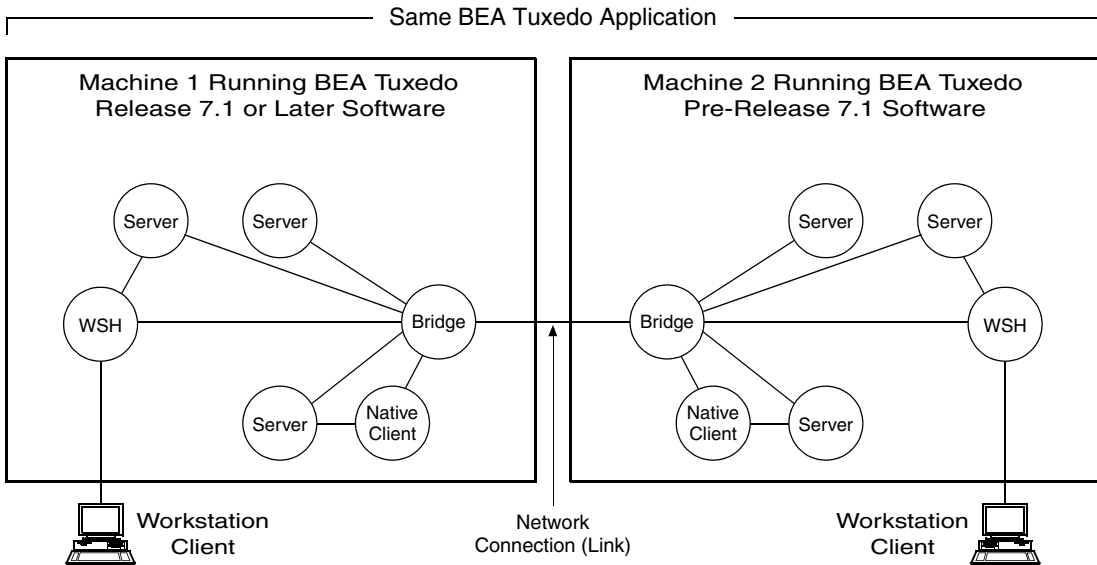 Same BEA Tuxedo Application
Machine 1 Running BEA Tuxedo
Release 7.1 or Later Software
Server
Server
WSH
Bridge
Server
Native
Client
Workstation
Client
Machine 2 Running BEA Tuxedo
Pre-Release 7.1 Software
Server
Server
Bridge
WSH
Native
Client
Server
Network
Connection (Link)
Workstation
Client